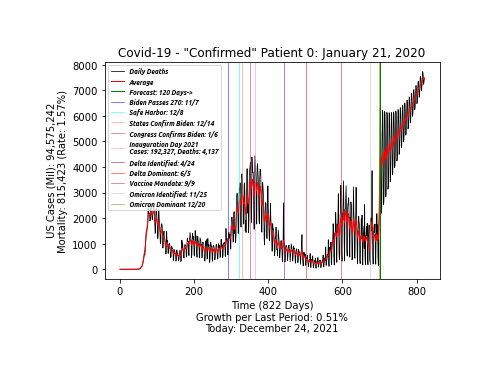 Covid-19 - "Confirmed" Patient 0: January 21, 2020
US Cases (Mil): 94,575,242
Mortality: 815,423 (Rate: 1.57%)
8000
7000
6000
5000
4000
3000
2000
1000
0
Daily Deaths
Average
Forecast: 120 Days->
Biden Passes 270: 11/7
Safe Harbor: 12/8
States Confirm Biden: 12/14
Congress Confirms Biden: 1/6
Inauguration Day 2021
Cases: 192,327, Deaths: 4,137
Delta Identified: 4/24
Delta Dominant: 6/5
Vaccine Mandate: 9/9
Omicron Identified: 11/25
Omicron Dominant 12/20
0 200 400 600 800
Time (822 Days)
Growth per Last Period: 0.51%
Today: December 24, 2021